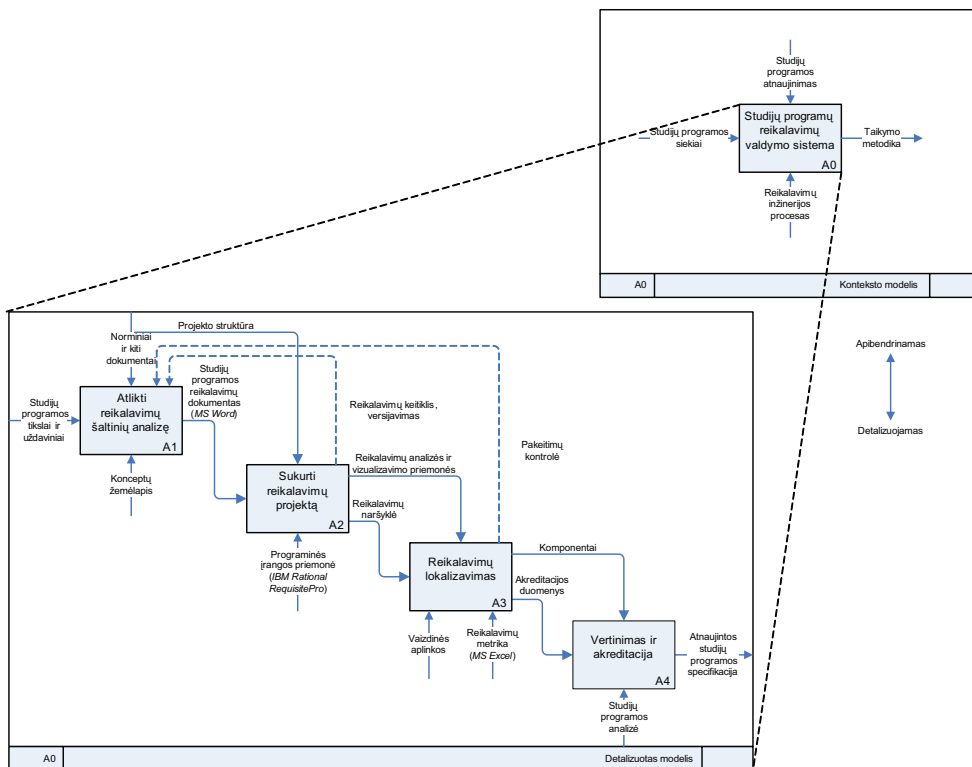 Studijų
programos
atnaujinimas
Studijų programos
siekiai
Studijų programų
reikalavimų
valdymo sistema
A0
Taikymo
metodika
Reikalavimų
inžinerijos
procesas
A0
Konteksto modelis
Apibendrinamas
Detalizuojamas
Projekto struktūra
Norminiai
ir kiti
dokumentai
Studijų
programos
tikslai ir
uždaviniai
Atlikti
reikalavimų
šaltinių analizę
A1
Studijų
programos
reikalavimų
dokumentas
(MS Word)
Konceptų
žemėlapis
Reikalavimų keitiklis,
versijavimas
Pakeitimų
kontrolė
Sukurti
reikalavimų
projektą
A2
Reikalavimų analizės ir
vizualizavimo priemonės
Reikalavimų
naršyklė
Programinės
įrangos priemonė
(IBM Rational
RequisitePro)
Reikalavimų
lokalizavimas
A3
Komponentai
Akreditacijos
duomenys
Vaizdinės
aplinkos
Reikalavimų
metrika
(MS Excel)
Vertinimas ir
akreditacija
A4
Atnaujintos
studijų
programos
specifikacija
Studijų
programos
analizė
A0
Detalizuotas modelis